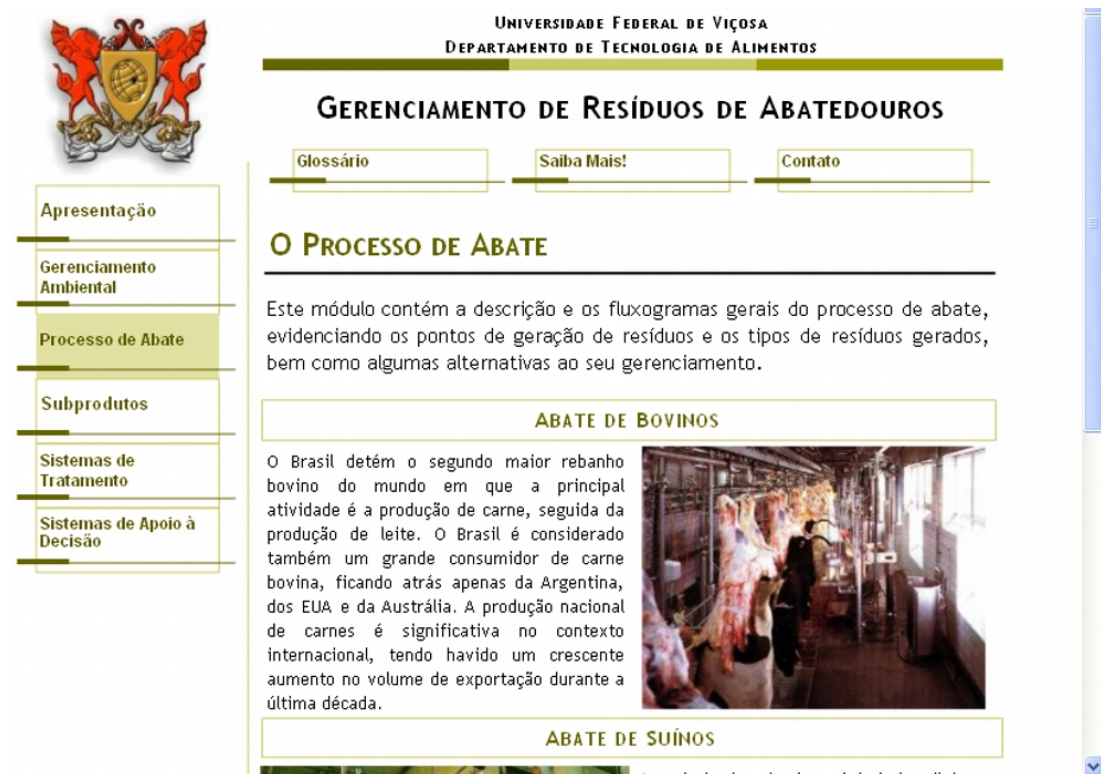 Universidade Federal de Viçosa
Departamento de Tecnologia de Alimentos
Gerenciamento de Resíduos de Abatedouros
Glossário
Saiba Mais!
Contato
Apresentação
Gerenciamento
Ambiental
Processo de Abate
Subprodutos
Sistemas de
Tratamento
Sistemas de Apoio à
Decisão
O Processo de Abate
Este módulo contém a descrição e os fluxogramas gerais do processo de abate,
evidenciando os pontos de geração de resíduos e os tipos de resíduos gerados,
bem como algumas alternativas ao seu gerenciamento.
Abate de Bovinos
O Brasil detém o segundo maior rebanho
bovino do mundo em que a principal
atividade é a produção de carne, seguida da
produção de leite. O Brasil é considerado
também um grande consumidor de carne
bovina, ficando atrás apenas da Argentina,
dos EUA e da Austrália. A produção nacional
de carnes é significativa no contexto
internacional, tendo havido um crescente
aumento no volume de exportação durante a
última década.
Abate de Suínos